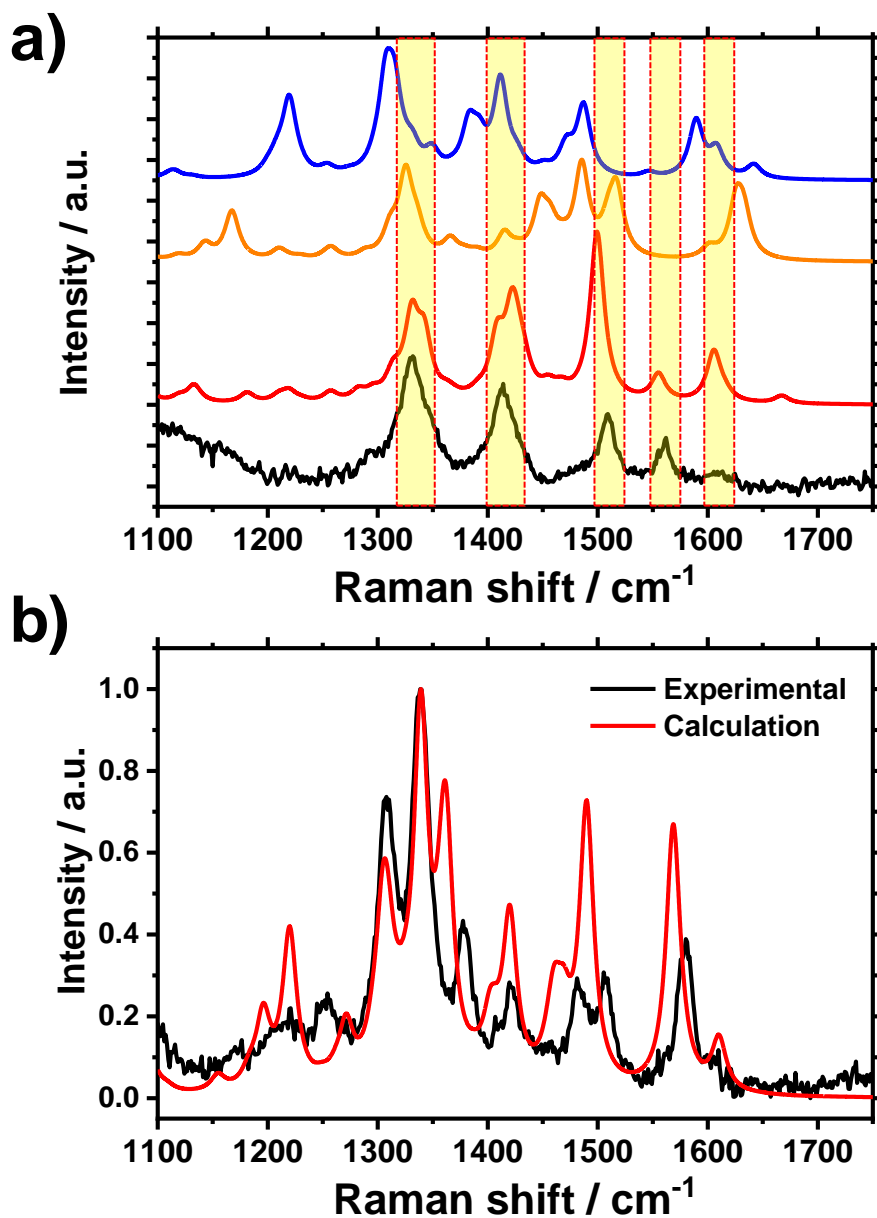 a)
Intensity / a.u.
1100 1200 1300 1400 1500 1600 1700
Raman shift / cm-1
b)
Experimental
Calculation
1.0
0.8
0.6
0.4
0.2
0.0
Intensity / a.u.
1100 1200 1300 1400 1500 1600 1700
Raman shift / cm-1